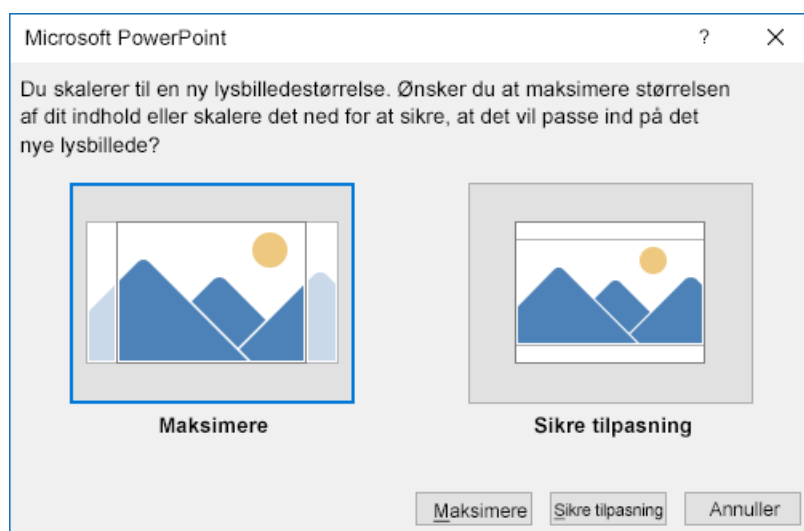 Microsoft PowerPoint
?
Du skalerer til en ny lysbilledestørrelse. Ønsker du at maksimere størrelsen
af dit indhold eller skalere det ned for at sikre, at det vil passe ind på det
nye lysbillede?
Maksimere
Sikre tilpasning
Maksimere
Sikre tilpasning
Annuller